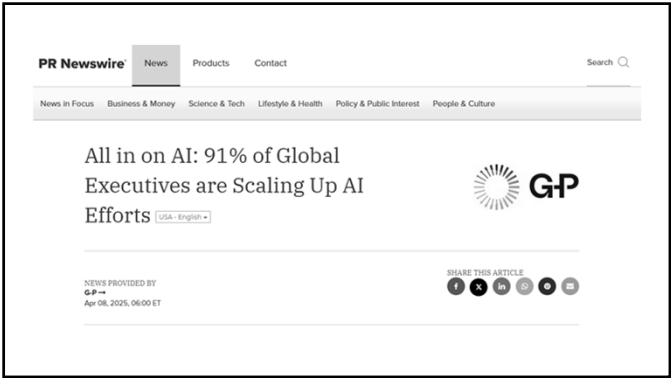 PR Newswire® News Products Contact Search
News in Focus Business & Money Science & Tech Lifestyle & Health Policy & Public Interest People & Culture
All in on AI: 91% of Global
Executives are Scaling Up AI
Efforts USA - English
G-P
NEWS PROVIDED BY
G-P →
Apr 08, 2025, 06:00 ET
SHARE THIS ARTICLE